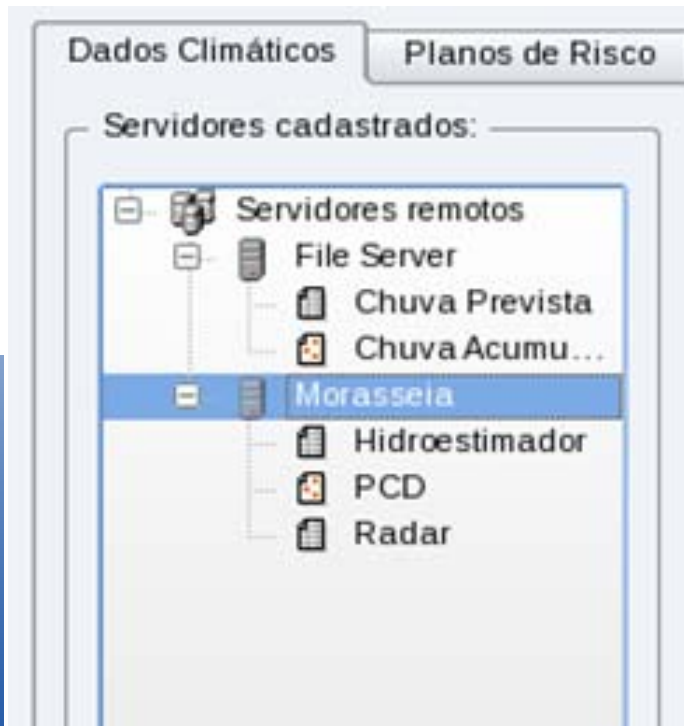 Dados Climáticos Planos de Risco
Servidores cadastrados:
Servidores remotos
File Server
Chuva Prevista
Chuva Acumu...
Morasseia
Hidroestimador
PCD
Radar